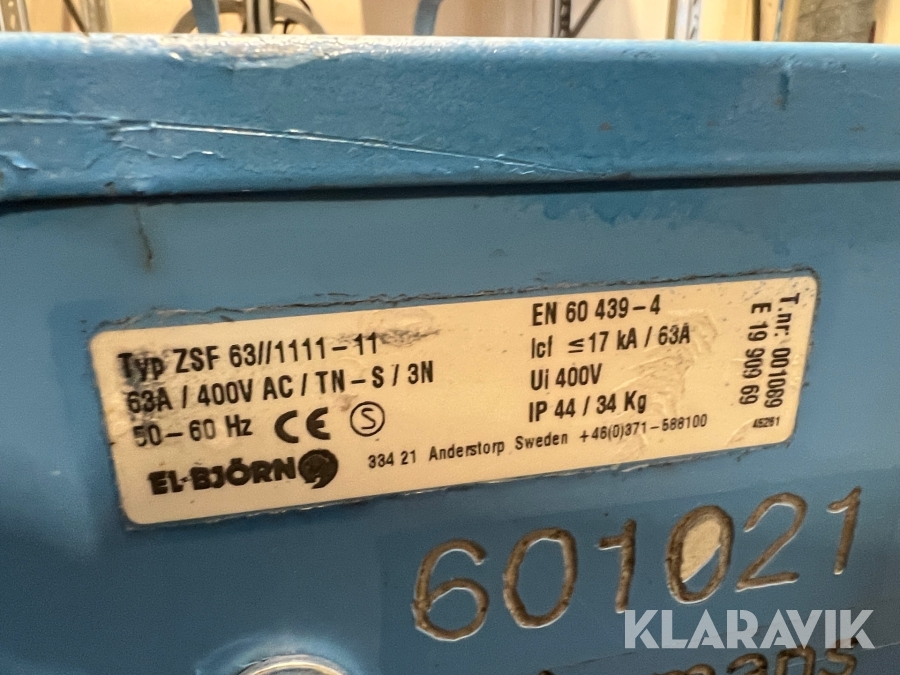 Typ ZSF 63//1111-11
63A / 400V AC / TN-S / 3N
50-60 Hz CE S
EL-BJÖRN
EN 60 439-4
Icf ≤17 kA / 63A
Ui 400V
IP 44 / 34 Kg
334 21 Anderstorp Sweden +46(0)371-588100
T.nr: 001069
E 19 909 69
45281
601021
KLARAVIK